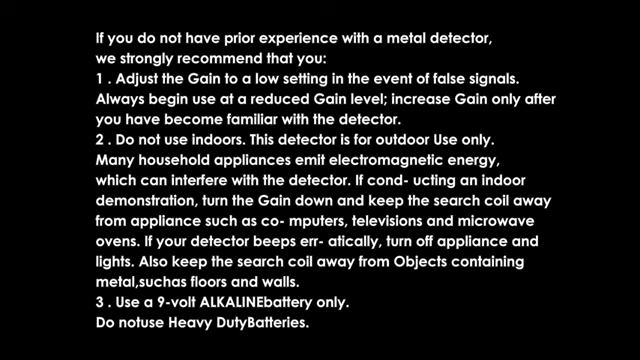 If you do not have prior experience with a metal detector,
we strongly recommend that you:
1 . Adjust the Gain to a low setting in the event of false signals.
Always begin use at a reduced Gain level; increase Gain only after
you have become familiar with the detector.
2 . Do not use indoors. This detector is for outdoor Use only.
Many household appliances emit electromagnetic energy,
which can interfere with the detector. If cond- ucting an indoor
demonstration, turn the Gain down and keep the search coil away
from appliance such as co- mputers, televisions and microwave
ovens. If your detector beeps err- atically, turn off appliance and
lights. Also keep the search coil away from Objects containing
metal,suchas floors and walls.
3 . Use a 9-volt ALKALINEbattery only.
Do notuse Heavy DutyBatteries.